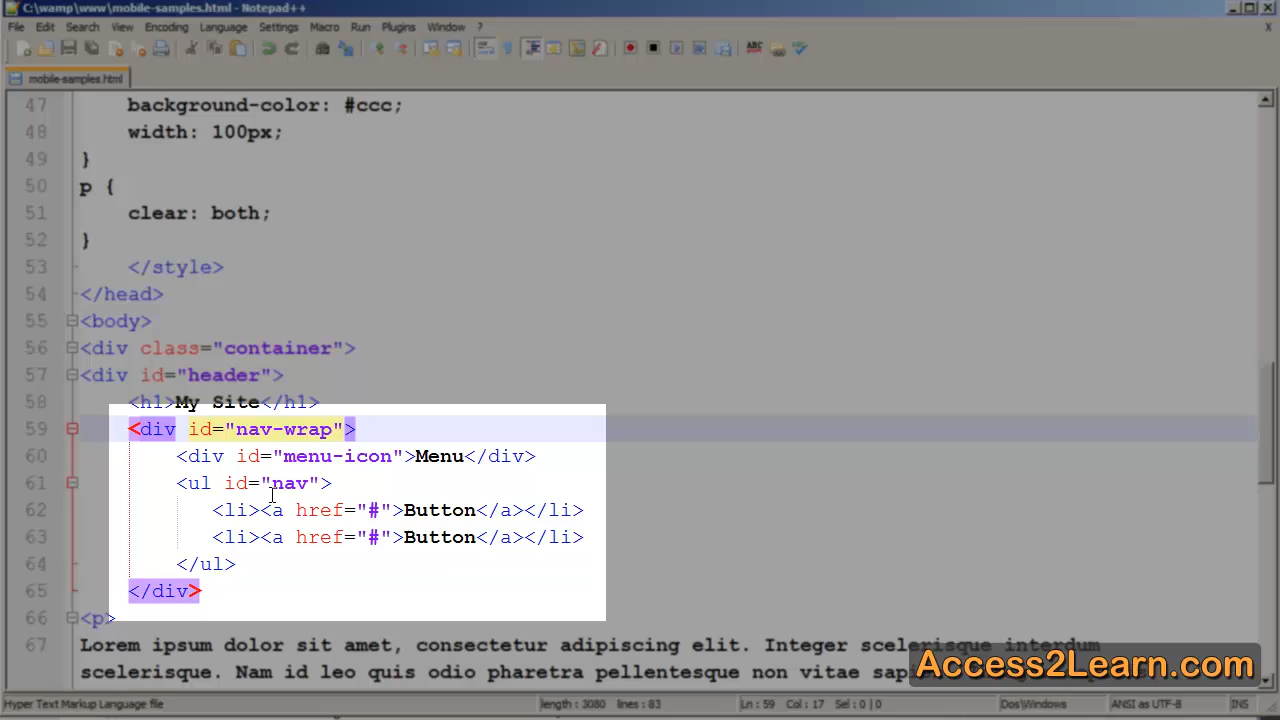 C:\wamp\www\mobile-samples.html - Notepad++
File Edit Search View Encoding Language Settings Macro Run Plugins Window ? X
mobile-samples.html
47 background-color: #ccc;
48 width: 100px;
49 }
50 p {
51 clear: both;
52 }
53 </style>
54 </head>
55 <body>
56 <div class="container">
57 <div id="header">
58 <h1>My Site</h1>
59 <div id="nav-wrap">
60 <div id="menu-icon">Menu</div>
61 <ul id="nav">
62 <li><a href="#">Button</a></li>
63 <li><a href="#">Button</a></li>
64 </ul>
65 </div>
66 <p>
67 Lorem ipsum dolor sit amet, consectetur adipiscing elit. Integer scelerisque interdum
scelerisque. Nam id leo quis odio pharetra pellentesque non vitae
Access2Learn.com
Hyper Text Markup Language file length : 3080 lines : 83 Ln : 59 Col : 17 Sel : 0 | 0 Dos\Windows ANSI as UTF-8 INS